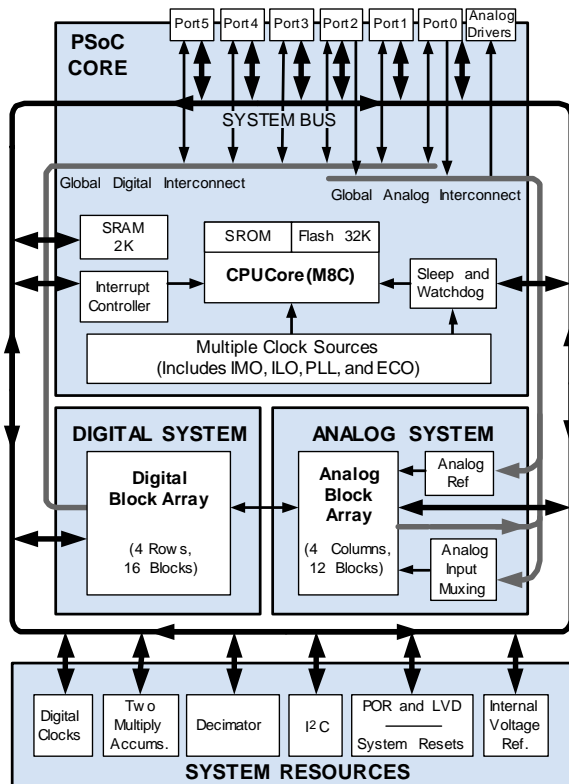 Port5 Port4 Port3 Port2 Port1 Port0 Analog Drivers
PSoC
CORE
SYSTEM BUS
Global Digital Interconnect
Global Analog Interconnect
SRAM
2K
SROM Flash 32K
CPUCore(M8C)
Interrupt
Controller
Sleep and
Watchdog
Multiple Clock Sources
(Includes IMO, ILO, PLL, and ECO)
DIGITAL SYSTEM
Digital
Block Array
(4 Rows,
16 Blocks)
ANALOG SYSTEM
Analog
Block
Array
(4 Columns,
12 Blocks)
Analog
Ref
Analog
Input
Muxing
Digital
Clocks
Two
Multiply
Accums.
Decimator
I²C
POR and LVD
System Resets
Internal
Voltage
Ref.
SYSTEM RESOURCES